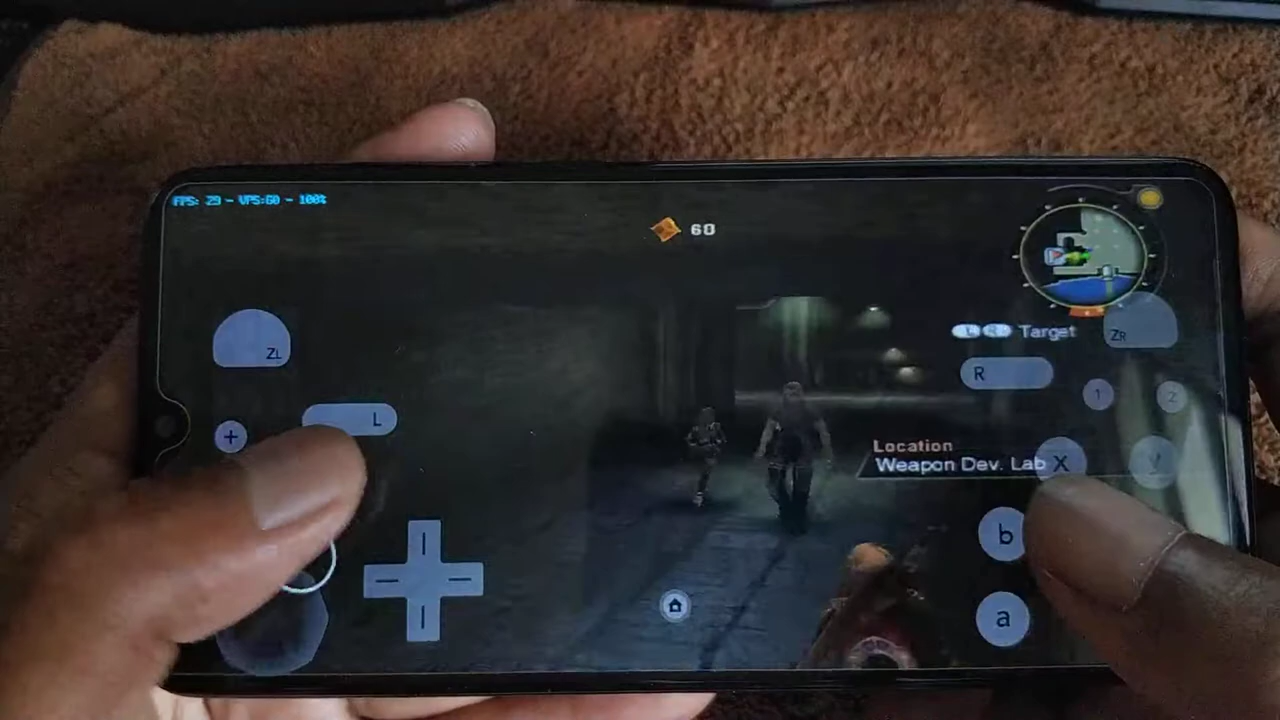 FPS: 29 - VPS:60 - 100%
60
Target
ZL
ZR
R
L
1
2
+
Location
Weapon Dev. Lab
X
y
b
a